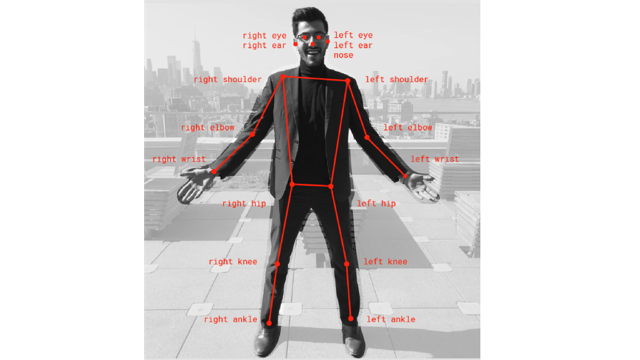 right eye
left eye
right ear
left ear
nose
right shoulder
left shoulder
right elbow
left elbow
right wrist
left wrist
right hip
left hip
right knee
left knee
right ankle
left ankle